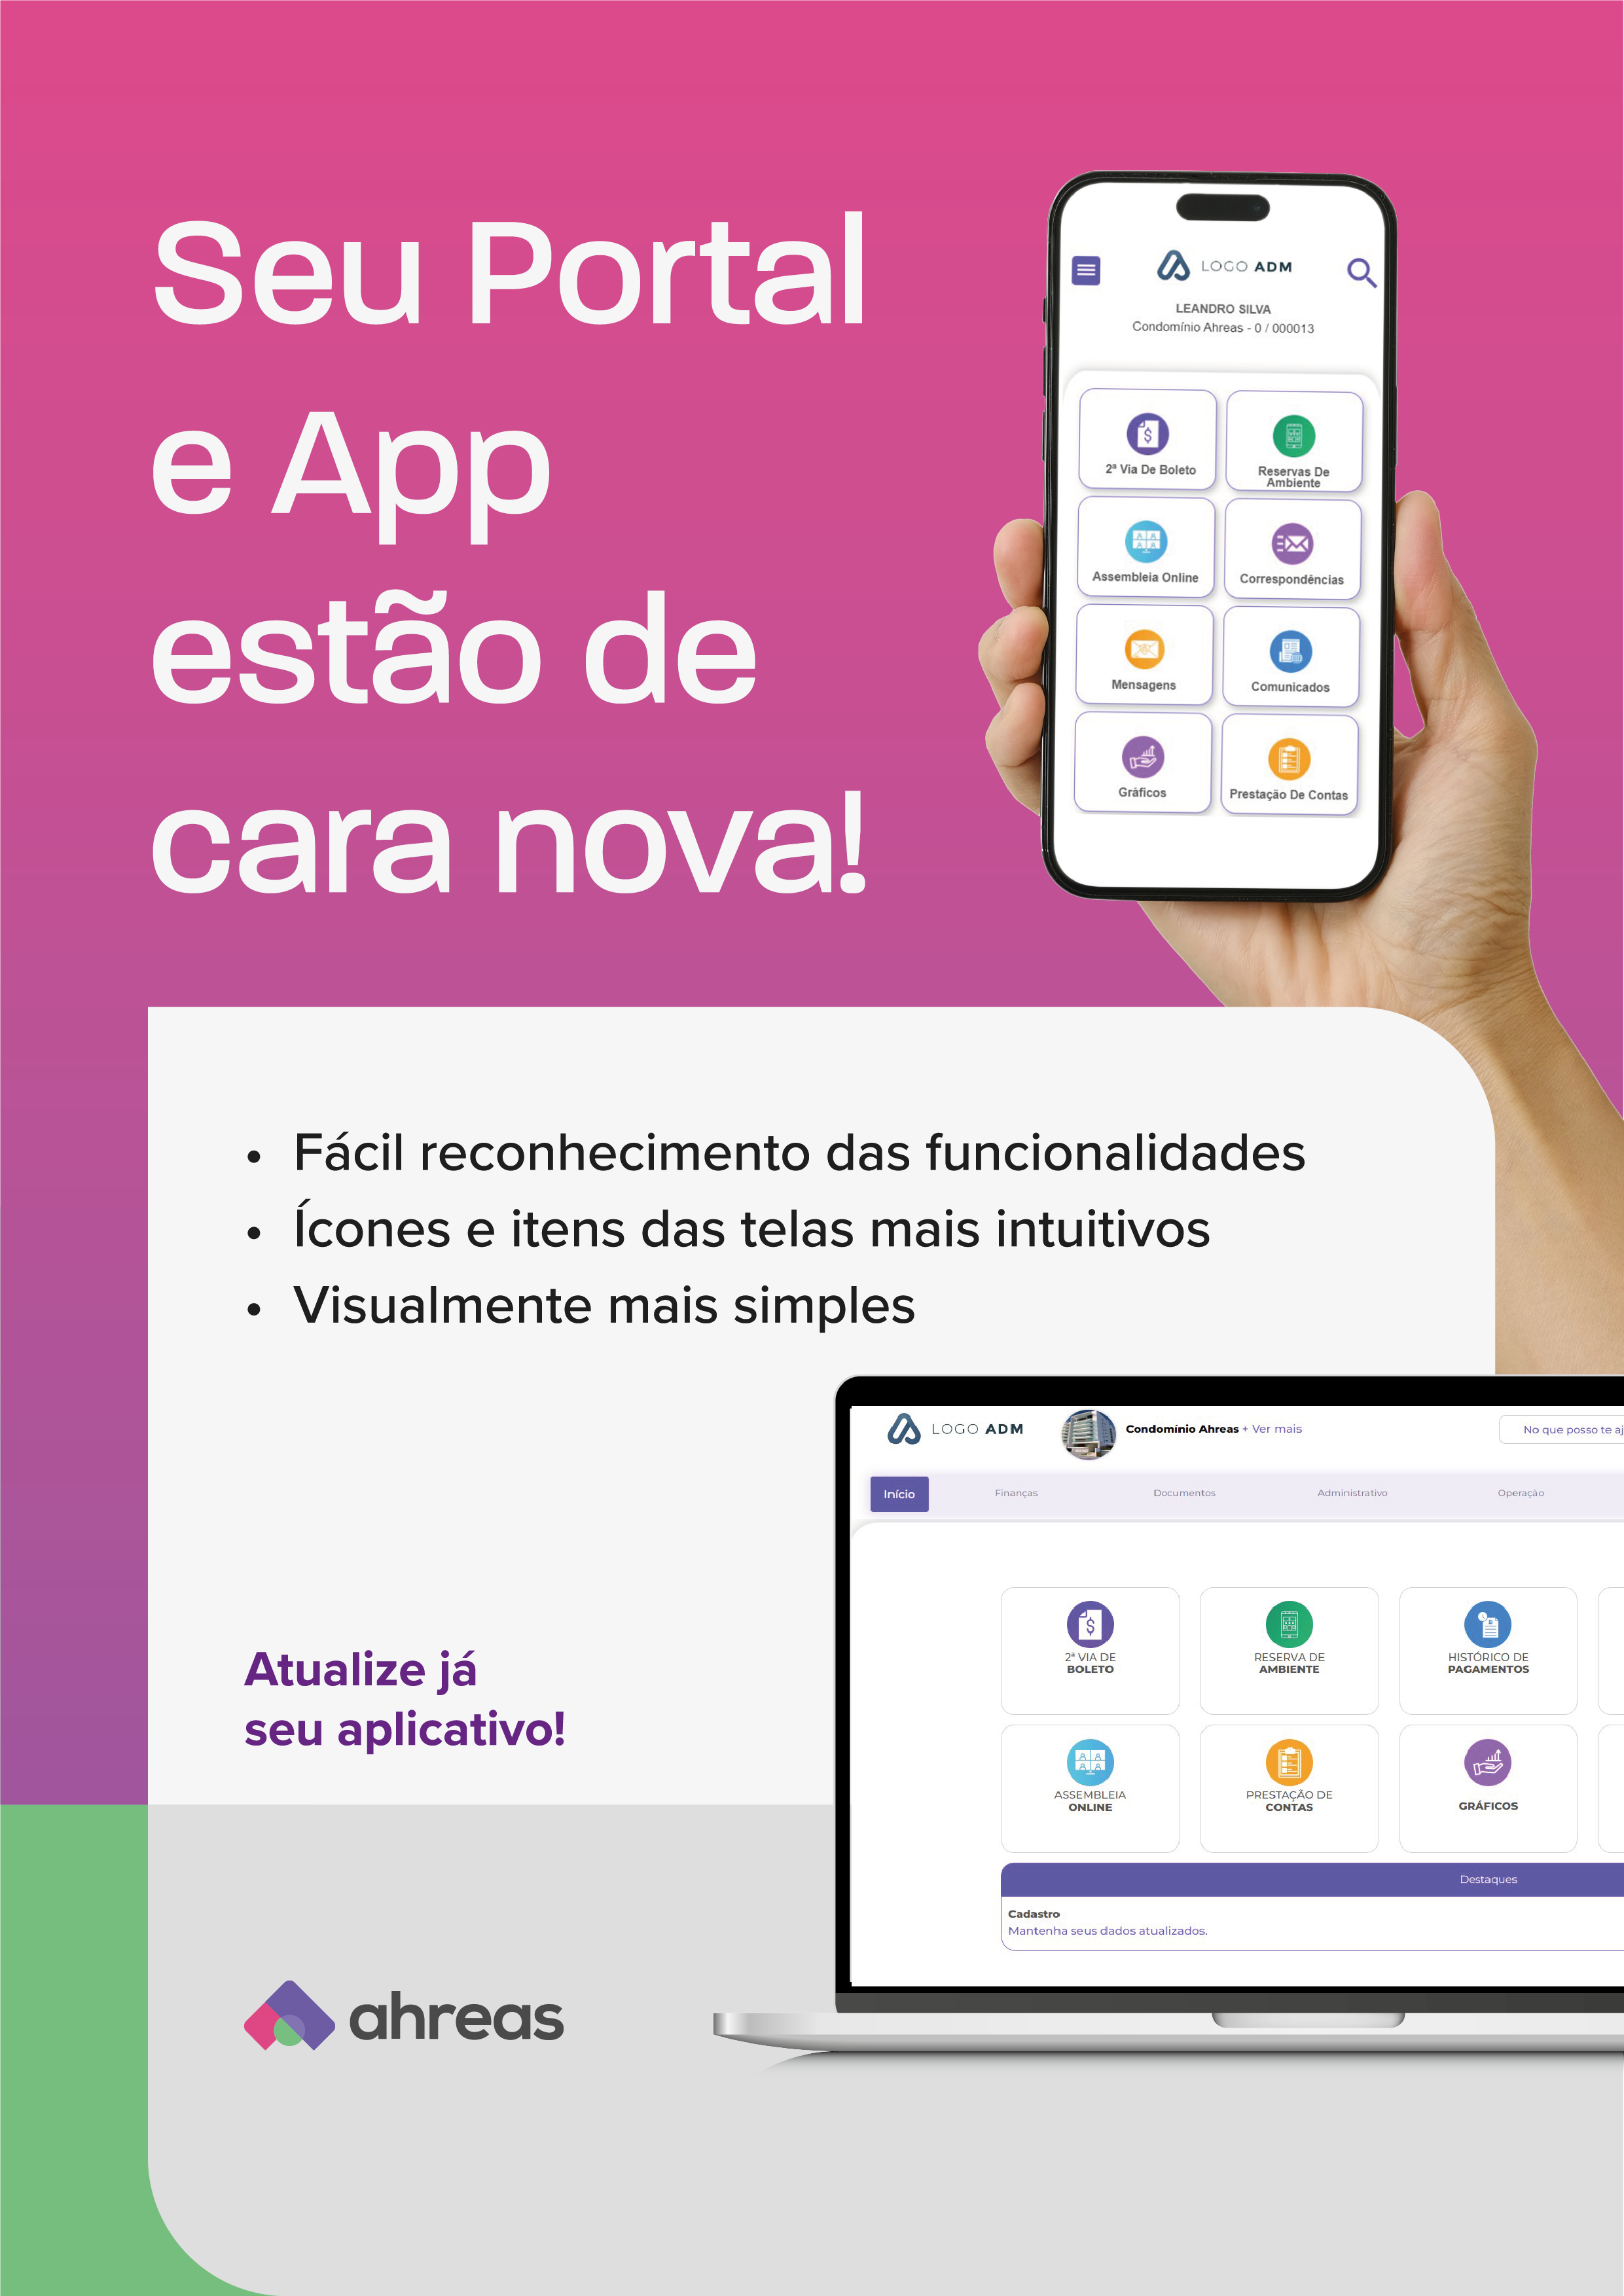 Seu Portal
e App
estão de
cara nova!
LOGO ADM
LEANDRO SILVA
Condomínio Ahreas - 0 / 000013
2ª Via De Boleto
Reservas De
Ambiente
Assembleia Online
Correspondências
Mensagens
Comunicados
Gráficos
Prestação De Contas
• Fácil reconhecimento das funcionalidades
• Ícones e itens das telas mais intuitivos
• Visualmente mais simples
Atualize já
seu aplicativo!
LOGO ADM
Condomínio Ahreas + Ver mais
No que posso te aj
Início
Finanças
Documentos
Administrativo
Operação
2ª VIA DE
BOLETO
RESERVA DE
AMBIENTE
HISTÓRICO DE
PAGAMENTOS
ASSEMBLEIA
ONLINE
PRESTAÇÃO DE
CONTAS
GRÁFICOS
Destaques
Cadastro
Mantenha seus dados atualizados.
ahreas